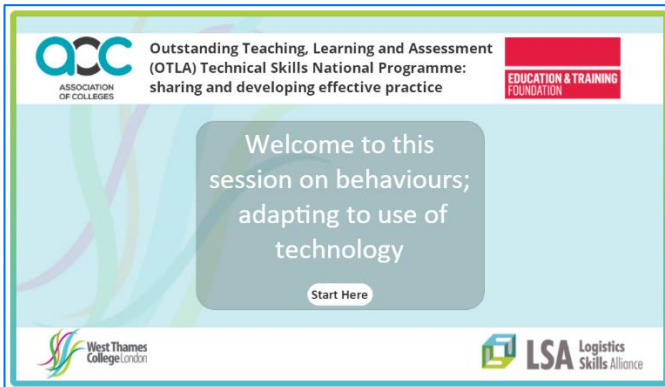 aoc
ASSOCIATION
OF COLLEGES
Outstanding Teaching, Learning and Assessment
(OTLA) Technical Skills National Programme:
sharing and developing effective practice
EDUCATION & TRAINING
FOUNDATION
Welcome to this
session on behaviours;
adapting to use of
technology
Start Here
West Thames
College London
LSA Logistics
Skills Alliance